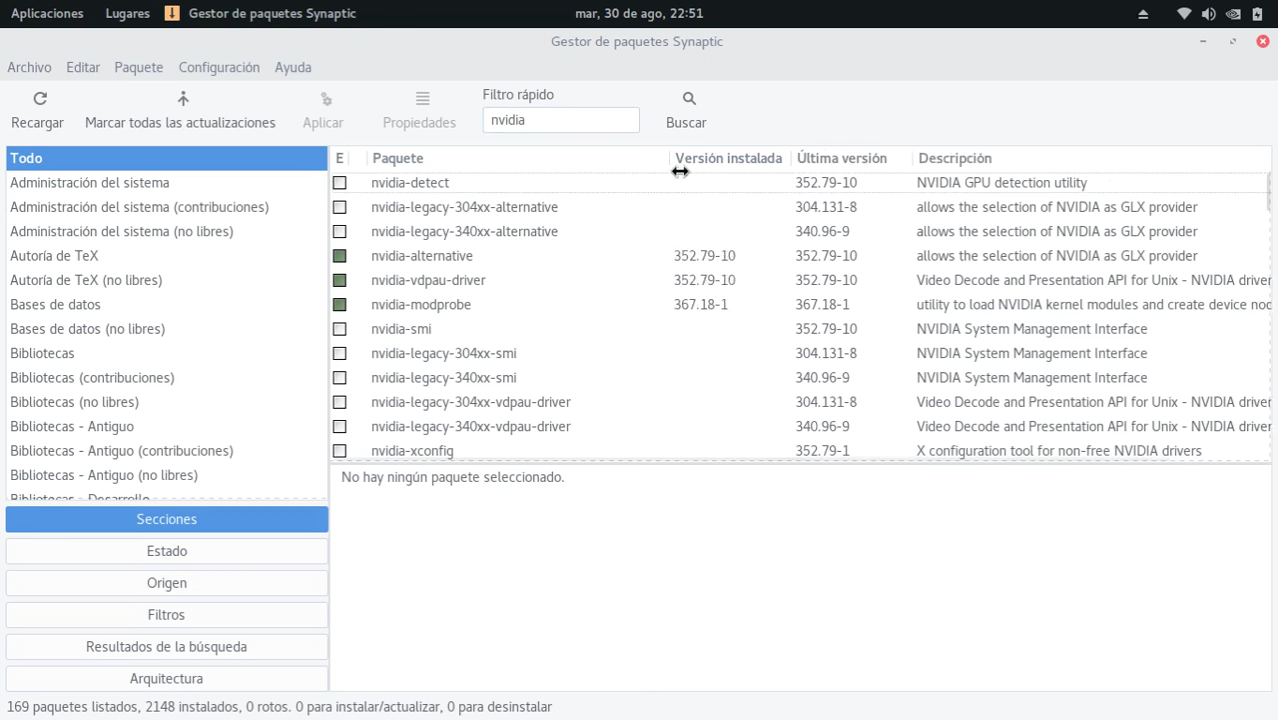 Aplicaciones Lugares Gestor de paquetes Synaptic mar, 30 de ago, 22:51
Gestor de paquetes Synaptic
Archivo Editar Paquete Configuración Ayuda
Recargar Marcar todas las actualizaciones Aplicar Propiedades Filtro rápido nvidia Buscar
Todo
Administración del sistema
Administración del sistema (contribuciones)
Administración del sistema (no libres)
Autoría de TeX
Autoría de TeX (no libres)
Bases de datos
Bases de datos (no libres)
Bibliotecas
Bibliotecas (contribuciones)
Bibliotecas (no libres)
Bibliotecas - Antiguo
Bibliotecas - Antiguo (contribuciones)
Bibliotecas - Antiguo (no libres)
Bibliotecas - Desarrollo
Secciones
Estado
Origen
Filtros
Resultados de la búsqueda
Arquitectura
E Paquete Versión instalada Última versión Descripción
nvidia-detect 352.79-10 NVIDIA GPU detection utility
nvidia-legacy-304xx-alternative 304.131-8 allows the selection of NVIDIA as GLX provider
nvidia-legacy-340xx-alternative 340.96-9 allows the selection of NVIDIA as GLX provider
nvidia-alternative 352.79-10 352.79-10 allows the selection of NVIDIA as GLX provider
nvidia-vdpau-driver 352.79-10 352.79-10 Video Decode and Presentation API for Unix - NVIDIA driver
nvidia-modprobe 367.18-1 367.18-1 utility to load NVIDIA kernel modules and create device nod
nvidia-smi 352.79-10 NVIDIA System Management Interface
nvidia-legacy-304xx-smi 304.131-8 NVIDIA System Management Interface
nvidia-legacy-340xx-smi 340.96-9 NVIDIA System Management Interface
nvidia-legacy-304xx-vdpau-driver 304.131-8 Video Decode and Presentation API for Unix - NVIDIA driver
nvidia-legacy-340xx-vdpau-driver 340.96-9 Video Decode and Presentation API for Unix - NVIDIA driver
nvidia-xconfig 352.79-1 X configuration tool for non-free NVIDIA drivers
No hay ningún paquete seleccionado.
169 paquetes listados, 2148 instalados, 0 rotos. 0 para instalar/actualizar, 0 para desinstalar